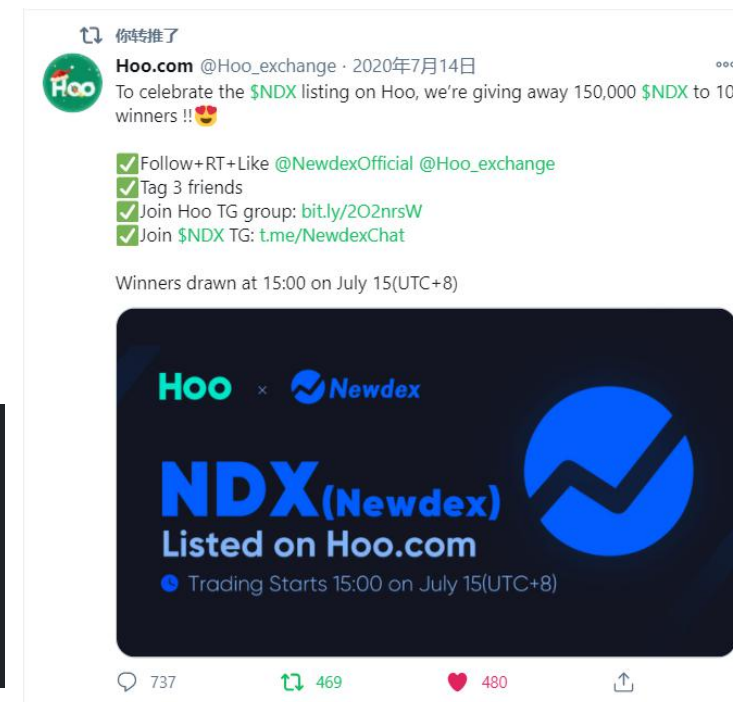 你转推了
Hoo.com @Hoo_exchange · 2020年7月14日
To celebrate the $NDX listing on Hoo, we're giving away 150,000 $NDX to 10
winners !!
Follow+RT+Like @NewdexOfficial @Hoo_exchange
Tag 3 friends
Join Hoo TG group: bit.ly/2O2nrsW
Join $NDX TG: t.me/NewdexChat
Winners drawn at 15:00 on July 15(UTC+8)
Hoo × Newdex
NDX(Newdex)
Listed on Hoo.com
Trading Starts 15:00 on July 15(UTC+8)
737 469 480